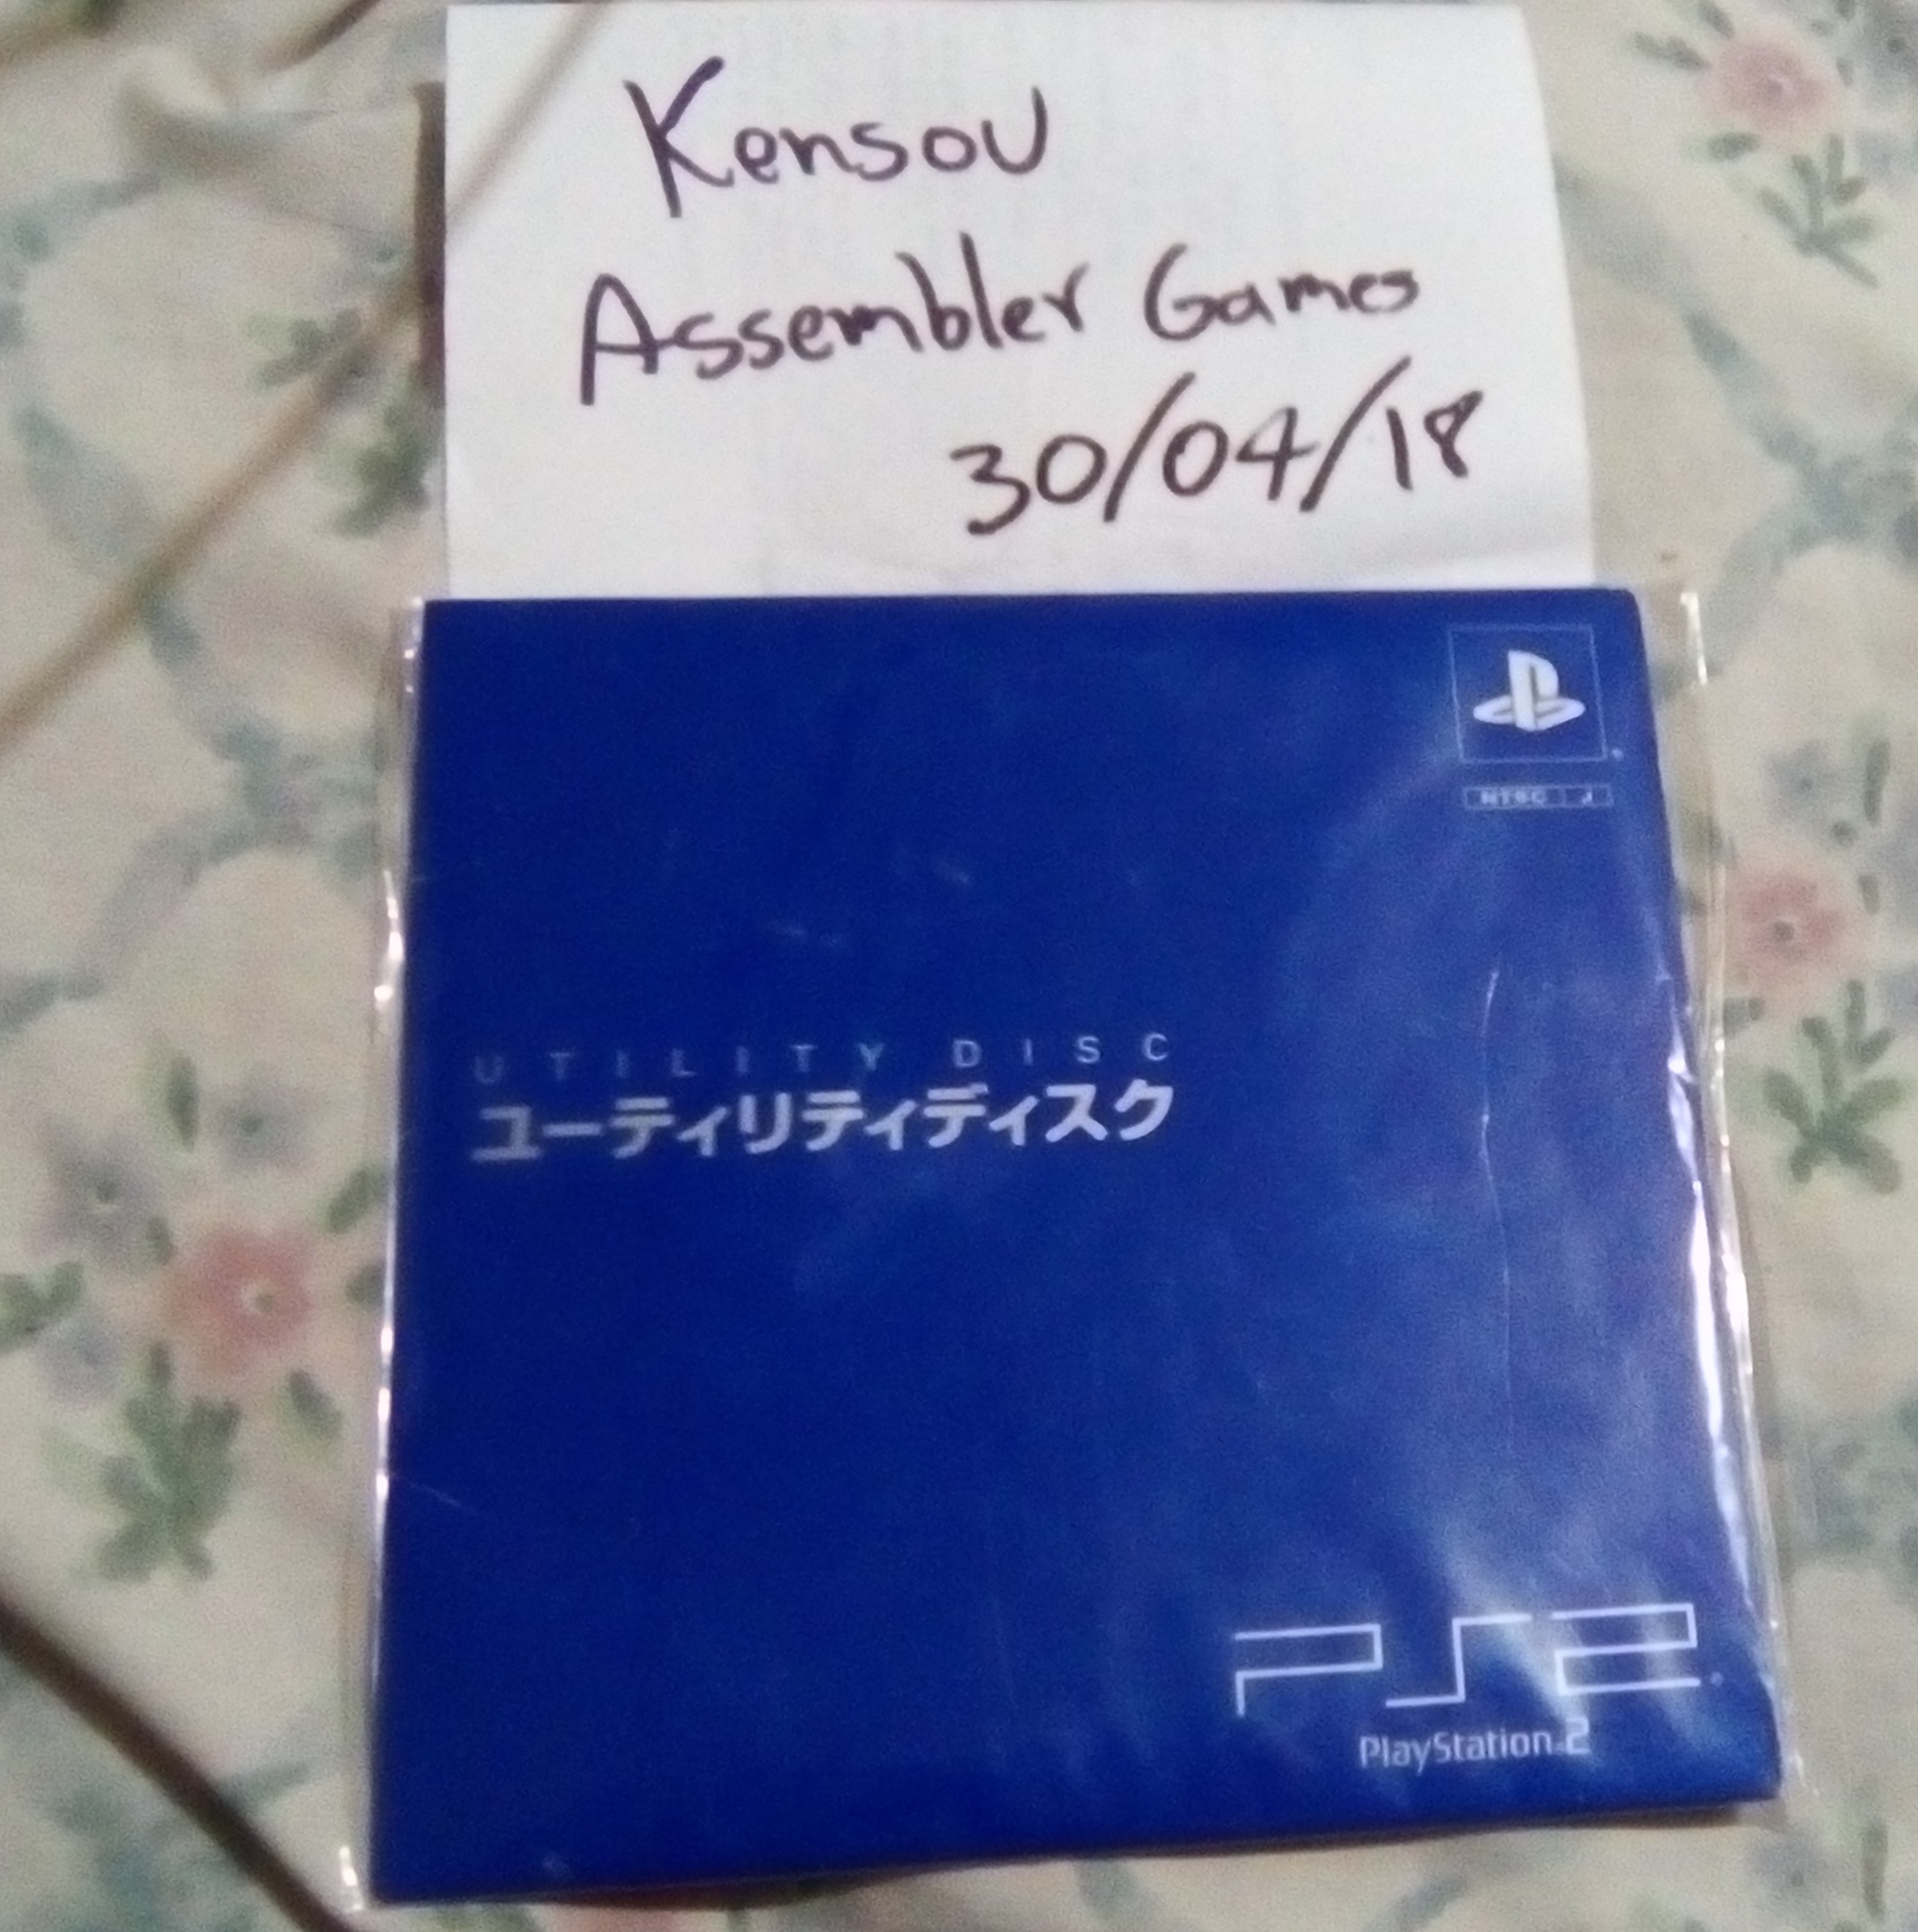 Kensou
Assembler Games
30/04/18
NTSC J
UTILITY DISC
ユーティリティディスク
PS2
PlayStation 2